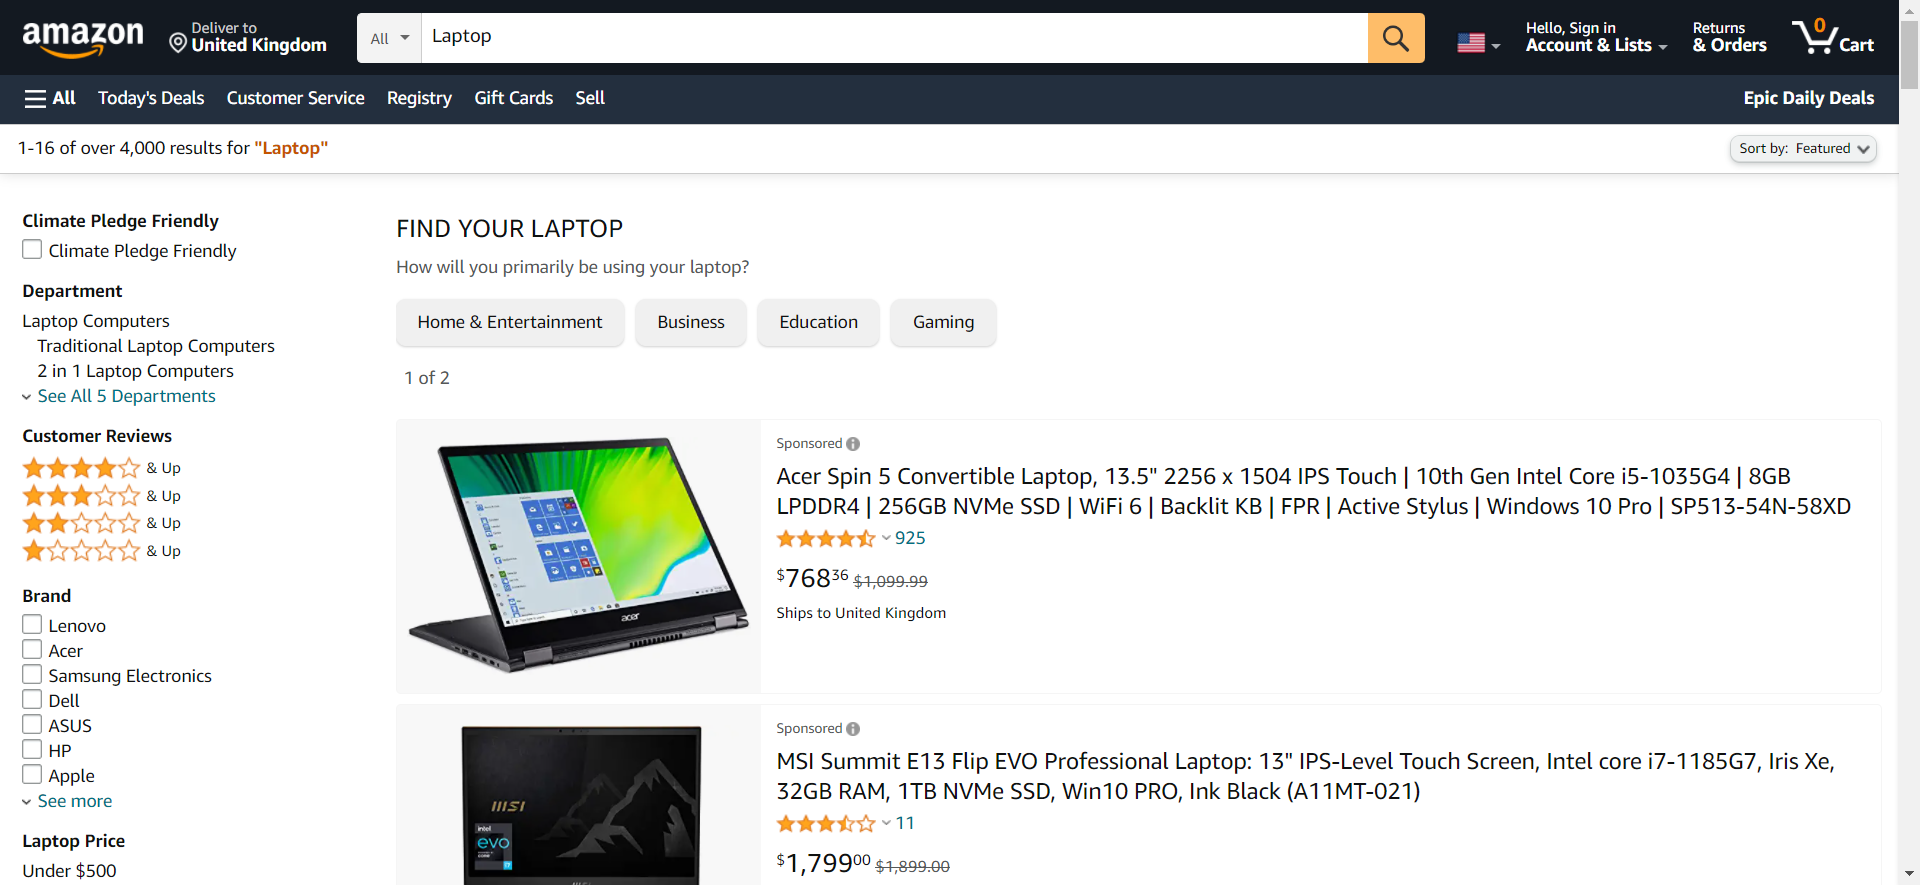 amazon
Deliver to
United Kingdom
All
Laptop
Hello, Sign in
Account & Lists
Returns
& Orders
0
Cart
All
Today's Deals
Customer Service
Registry
Gift Cards
Sell
Epic Daily Deals
1-16 of over 4,000 results for "Laptop"
Sort by: Featured
Climate Pledge Friendly
Climate Pledge Friendly
Department
Laptop Computers
Traditional Laptop Computers
2 in 1 Laptop Computers
See All 5 Departments
Customer Reviews
& Up
& Up
& Up
& Up
Brand
Lenovo
Acer
Samsung Electronics
Dell
ASUS
HP
Apple
See more
Laptop Price
Under $500
FIND YOUR LAPTOP
How will you primarily be using your laptop?
Home & Entertainment
Business
Education
Gaming
1 of 2
acer
Sponsored
Acer Spin 5 Convertible Laptop, 13.5" 2256 x 1504 IPS Touch | 10th Gen Intel Core i5-1035G4 | 8GB
LPDDR4 | 256GB NVMe SSD | WiFi 6 | Backlit KB | FPR | Active Stylus | Windows 10 Pro | SP513-54N-58XD
925
$76836 $1,099.99
Ships to United Kingdom
msi
intel
evo
Sponsored
MSI Summit E13 Flip EVO Professional Laptop: 13" IPS-Level Touch Screen, Intel core i7-1185G7, Iris Xe,
32GB RAM, 1TB NVMe SSD, Win10 PRO, Ink Black (A11MT-021)
11
$1,79900 $1,899.00